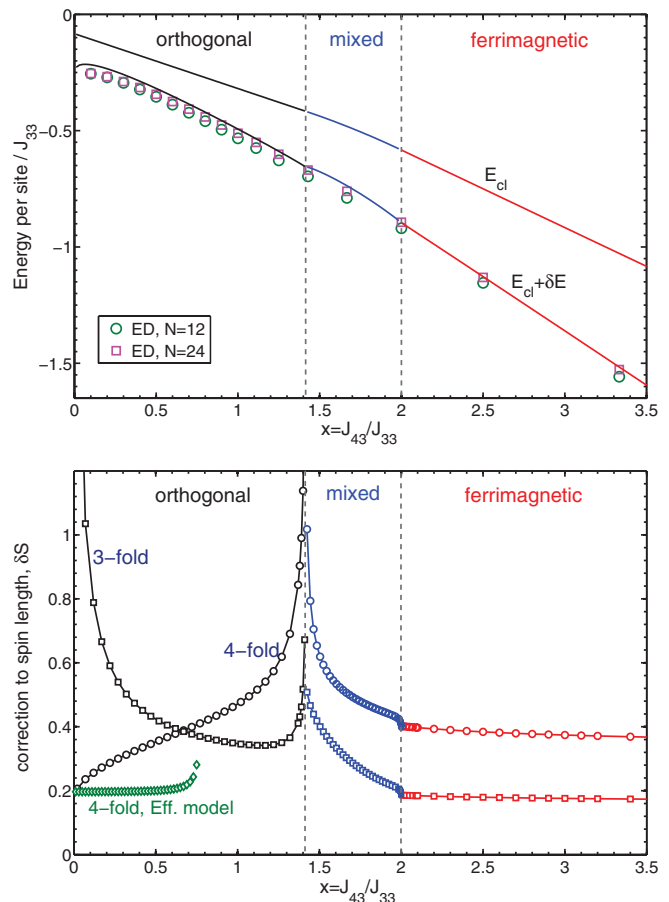 orthogonal mixed ferrimagnetic
0
−0.5
−1
−1.5
Energy per site / J33
E_cl
E_cl+δE
ED, N=12
ED, N=24
0 0.5 1 1.5 2 2.5 3 3.5
x=J43/J33
orthogonal mixed ferrimagnetic
1
0.8
0.6
0.4
0.2
0
correction to spin length, δS
3−fold
4−fold
4−fold, Eff. model
0 0.5 1 1.5 2 2.5 3 3.5
x=J43/J33